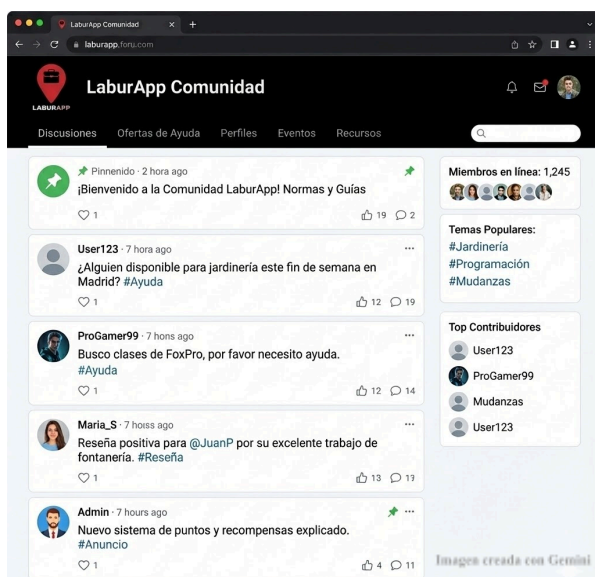 LaburApp Comunidad
laburapp.foru.com
LABURAPP
LaburApp Comunidad
Discusiones Ofertas de Ayuda Perfiles Eventos Recursos
Pinnenido · 2 hora ago
¡Bienvenido a la Comunidad LaburApp! Normas y Guías
1 19 2
User123 · 7 hora ago
¿Alguien disponible para jardinería este fin de semana en
Madrid? #Ayuda
1 12 19
ProGamer99 · 7 hons ago
Busco clases de FoxPro, por favor necesito ayuda.
#Ayuda
1 12 14
Maria_S · 7 hoıss ago
Reseña positiva para @JuanP por su excelente trabajo de
fontanería. #Reseña
1 13 1?
Admin · 7 hours ago
Nuevo sistema de puntos y recompensas explicado.
#Anuncio
1 4 11
Miembros en línea: 1,245
Temas Populares:
#Jardinería
#Programación
#Mudanzas
Top Contribuidores
User123
ProGamer99
Mudanzas
User123
Imagen creada con Gemini